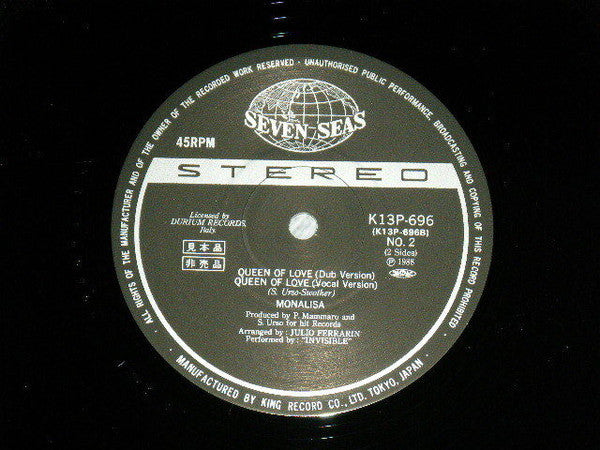 ALL RIGHTS OF THE MANUFACTURER AND OF THE OWNER OF THE RECORDED WORK RESERVED - UNAUTHORISED PUBLIC PERFORMANCE, BROADCASTING AND COPYING OF THIS RECORD PROHIBITED
SEVEN SEAS
45RPM
STEREO
Licensed by
DURIUM RECORDS,
Italy.
見本品
非売品
K13P-696
(K13P-696B)
NO. 2
(2 Sides)
Ⓟ 1986
QUEEN OF LOVE (Dub Version)
QUEEN OF LOVE (Vocal Version)
(S. Urso-Swotker)
MONALISA
Produced by P. Mammaro and
S. Urso for hit Records
Arranged by : JULIO FERRARIN
Performed by : "INVISIBLE"
MANUFACTURED BY KING RECORD CO., LTD. TOKYO, JAPAN